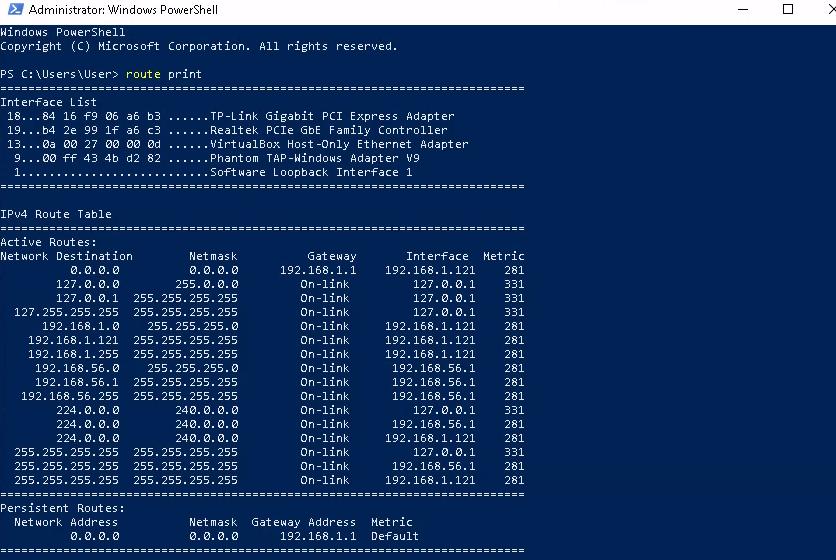 Administrator: Windows PowerShell
Windows PowerShell
Copyright (C) Microsoft Corporation. All rights reserved.
PS C:\Users\User> route print
===========================================================================
Interface List
 18...84 16 f9 06 a6 b3 ......TP-Link Gigabit PCI Express Adapter
 19...b4 2e 99 1f a6 c3 ......Realtek PCIe GbE Family Controller
 13...0a 00 27 00 00 0d ......VirtualBox Host-Only Ethernet Adapter
  9...00 ff 43 4b d2 82 ......Phantom TAP-Windows Adapter V9
  1...........................Software Loopback Interface 1
===========================================================================
IPv4 Route Table
===========================================================================
Active Routes:
Network Destination        Netmask          Gateway       Interface  Metric
          0.0.0.0          0.0.0.0      192.168.1.1    192.168.1.121    281
        127.0.0.0        255.0.0.0         On-link         127.0.0.1    331
        127.0.0.1  255.255.255.255         On-link         127.0.0.1    331
  127.255.255.255  255.255.255.255         On-link         127.0.0.1    331
      192.168.1.0    255.255.255.0         On-link     192.168.1.121    281
    192.168.1.121  255.255.255.255         On-link     192.168.1.121    281
    192.168.1.255  255.255.255.255         On-link     192.168.1.121    281
     192.168.56.0    255.255.255.0         On-link      192.168.56.1    281
     192.168.56.1  255.255.255.255         On-link      192.168.56.1    281
   192.168.56.255  255.255.255.255         On-link      192.168.56.1    281
        224.0.0.0        240.0.0.0         On-link         127.0.0.1    331
        224.0.0.0        240.0.0.0         On-link      192.168.56.1    281
        224.0.0.0        240.0.0.0         On-link     192.168.1.121    281
  255.255.255.255  255.255.255.255         On-link         127.0.0.1    331
  255.255.255.255  255.255.255.255         On-link      192.168.56.1    281
  255.255.255.255  255.255.255.255         On-link     192.168.1.121    281
===========================================================================
Persistent Routes:
  Network Address          Netmask  Gateway Address  Metric
          0.0.0.0          0.0.0.0      192.168.1.1  Default
===========================================================================